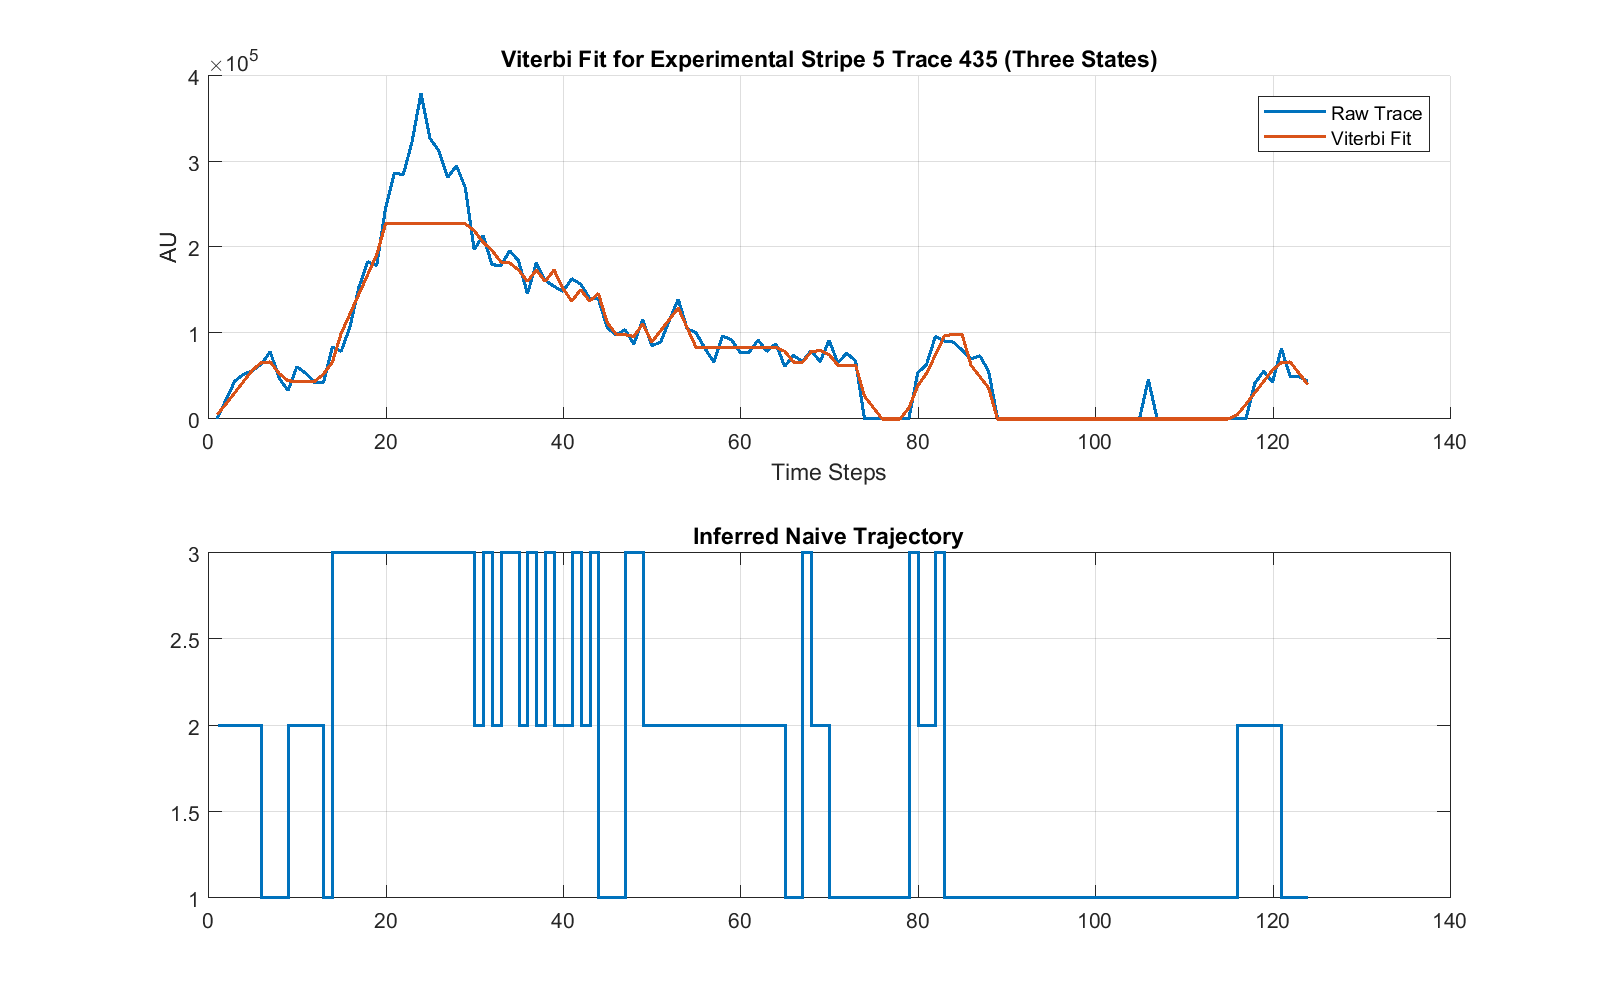 Viterbi Fit for Experimental Stripe 5 Trace 435 (Three States)
×10^5
4
3
2
1
0
AU
Raw Trace
Viterbi Fit
0 20 40 60 80 100 120 140
Time Steps
Inferred Naive Trajectory
3
2.5
2
1.5
1
0 20 40 60 80 100 120 140